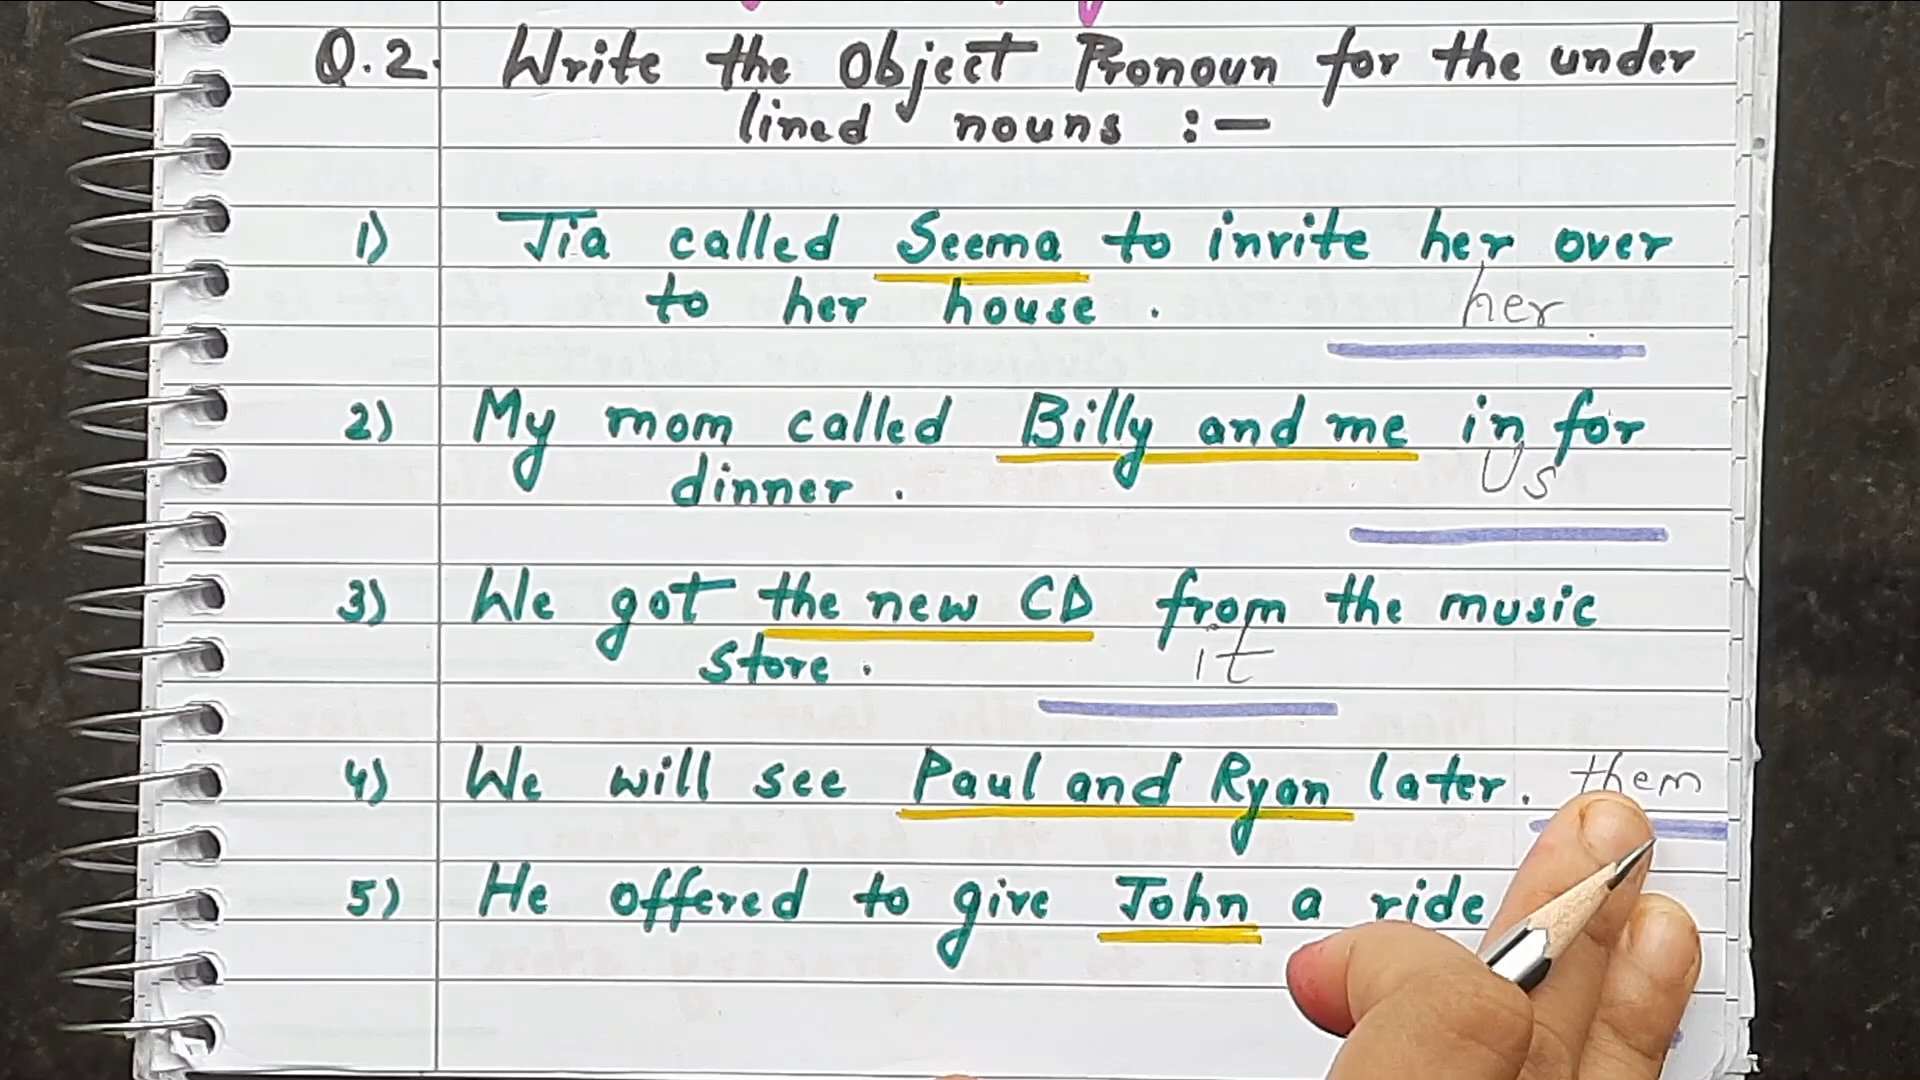 Q.2. Write the Object Pronoun for the under
lined nouns :-
1) Jia called Seema to invite her over
to her house.
her
2) My mom called Billy and me in for
dinner.
Us
3) We got the new CD from the music
store.
it
4) We will see Paul and Ryan later. them
5) He offered to give John a ride